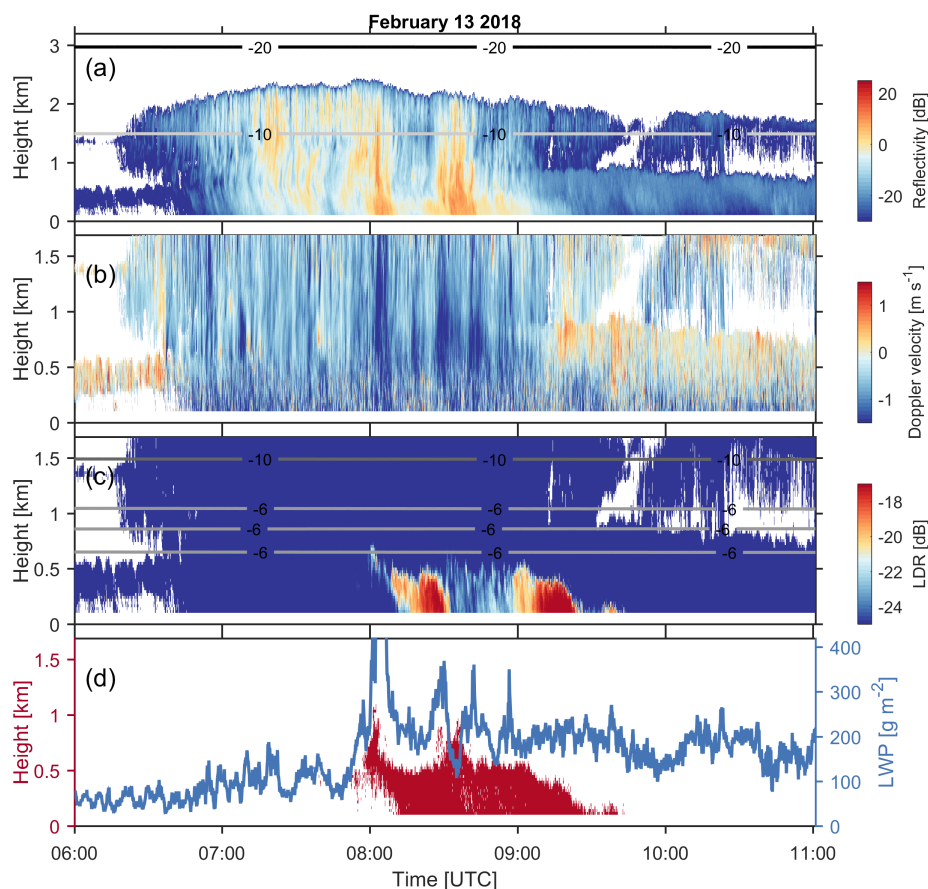 February 13 2018
(a)
Height [km]
3
2
1
0
-20 -20 -20
-10 -10 -10
20
0
-20
Reflectivity [dB]
(b)
Height [km]
1.5
1
0.5
0
1
0
-1
Doppler velocity [m s⁻¹]
(c)
Height [km]
1.5
1
0.5
0
-10 -10 -10
-6 -6 -6
-6 -6 -6
-6 -6 -6
-18
-20
-22
-24
LDR [dB]
(d)
Height [km]
1.5
1
0.5
0
400
300
200
100
0
LWP [g m⁻²]
06:00 07:00 08:00 09:00 10:00 11:00
Time [UTC]